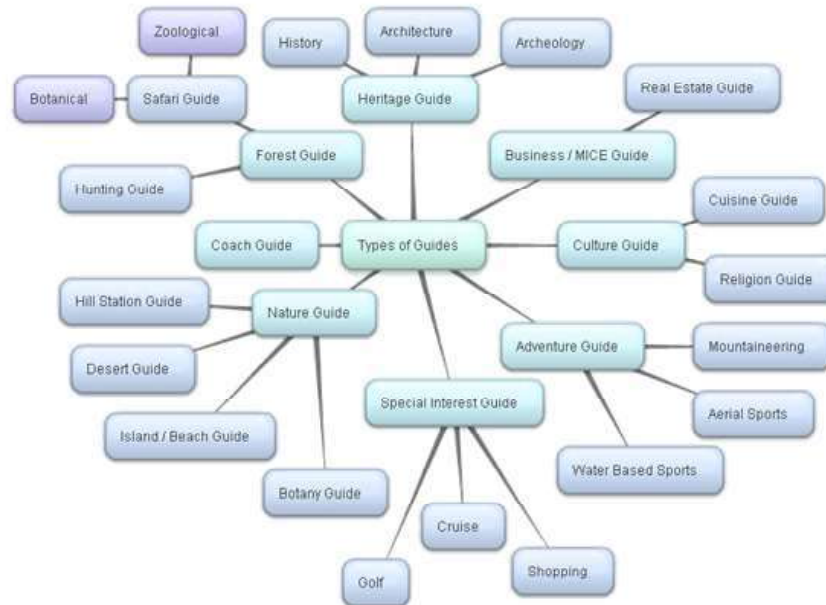 Zoological
History
Architecture
Archeology
Botanical
Safari Guide
Heritage Guide
Real Estate Guide
Forest Guide
Business / MICE Guide
Hunting Guide
Cuisine Guide
Coach Guide
Types of Guides
Culture Guide
Religion Guide
Hill Station Guide
Nature Guide
Adventure Guide
Mountaineering
Desert Guide
Special Interest Guide
Aerial Sports
Island / Beach Guide
Water Based Sports
Botany Guide
Cruise
Golf
Shopping